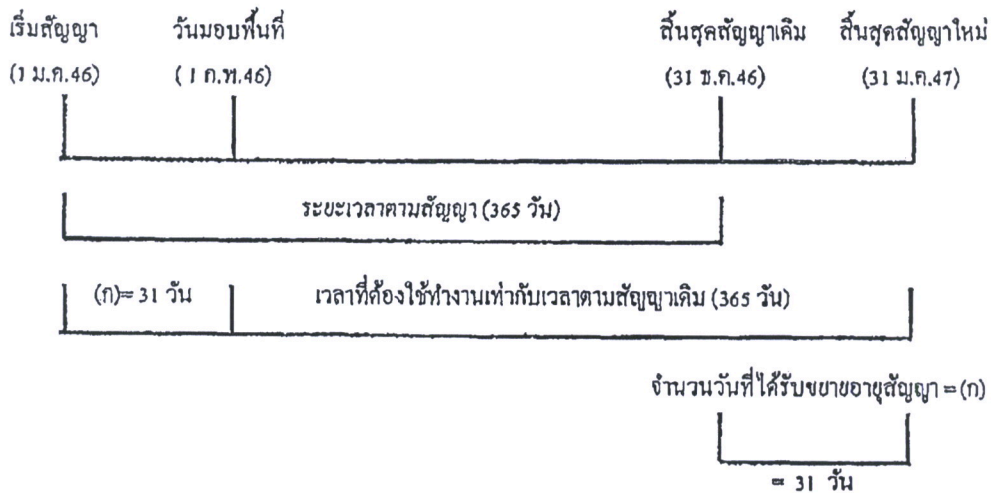 เริ่มสัญญา วันมอบพื้นที่ สิ้นสุดสัญญาเดิม สิ้นสุดสัญญาใหม่
(1 ม.ค.46) (1 ก.พ.46) (31 ธ.ค.46) (31 ม.ค.47)
ระยะเวลาตามสัญญา (365 วัน)
(ก)= 31 วัน เวลาที่ต้องใช้ทำงานเท่ากับเวลาตามสัญญาเดิม (365 วัน)
จำนวนวันที่ได้รับขยายอายุสัญญา = (ก)
= 31 วัน